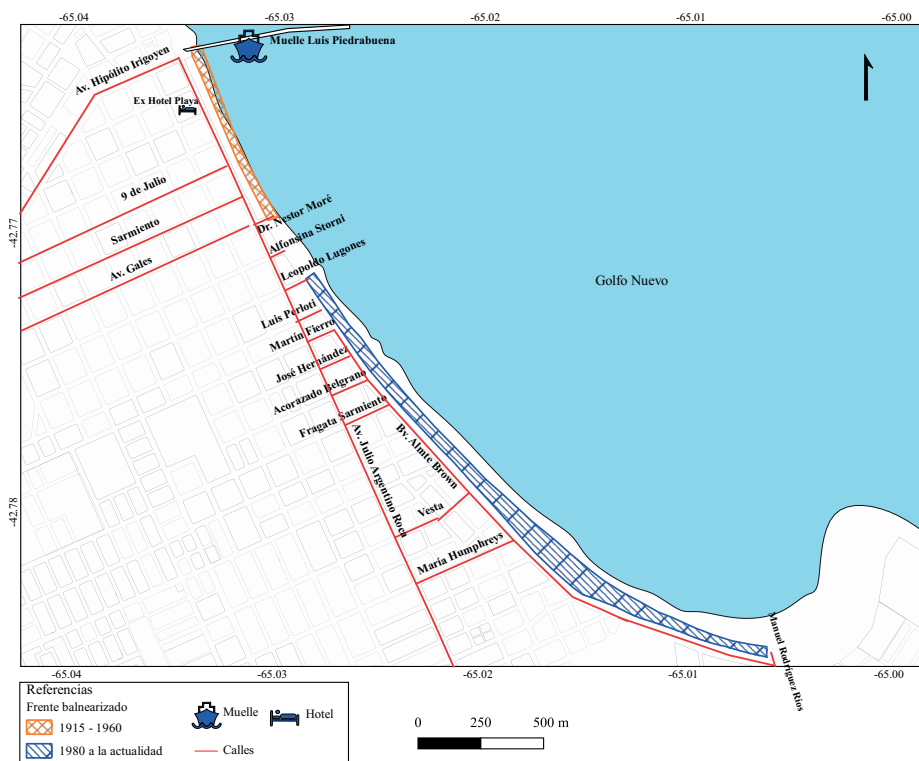 -65.04
-65.03
-65.02
-65.01
-65.00
Muelle Luis Piedrabuena
Av. Hipólito Irigoyen
Ex Hotel Playa
9 de Julio
Sarmiento
Av. Gales
-42.77
Dr. Nestor Moré
Alfonsina Storni
Leopoldo Lugones
Golfo Nuevo
Luis Perloti
Martín Fierro
José Hernández
Acorazado Belgrano
Fragata Sarmiento
Av. Julio Argentino Roca
Bv. Almte Brown
-42.78
Vesta
María Humphreys
Manuel Rodríguez Ríos
-65.04
-65.03
-65.02
-65.01
-65.00
Referencias
Frente balnearizado
1915 - 1960
1980 a la actualidad
Muelle
Hotel
Calles
0
250
500 m